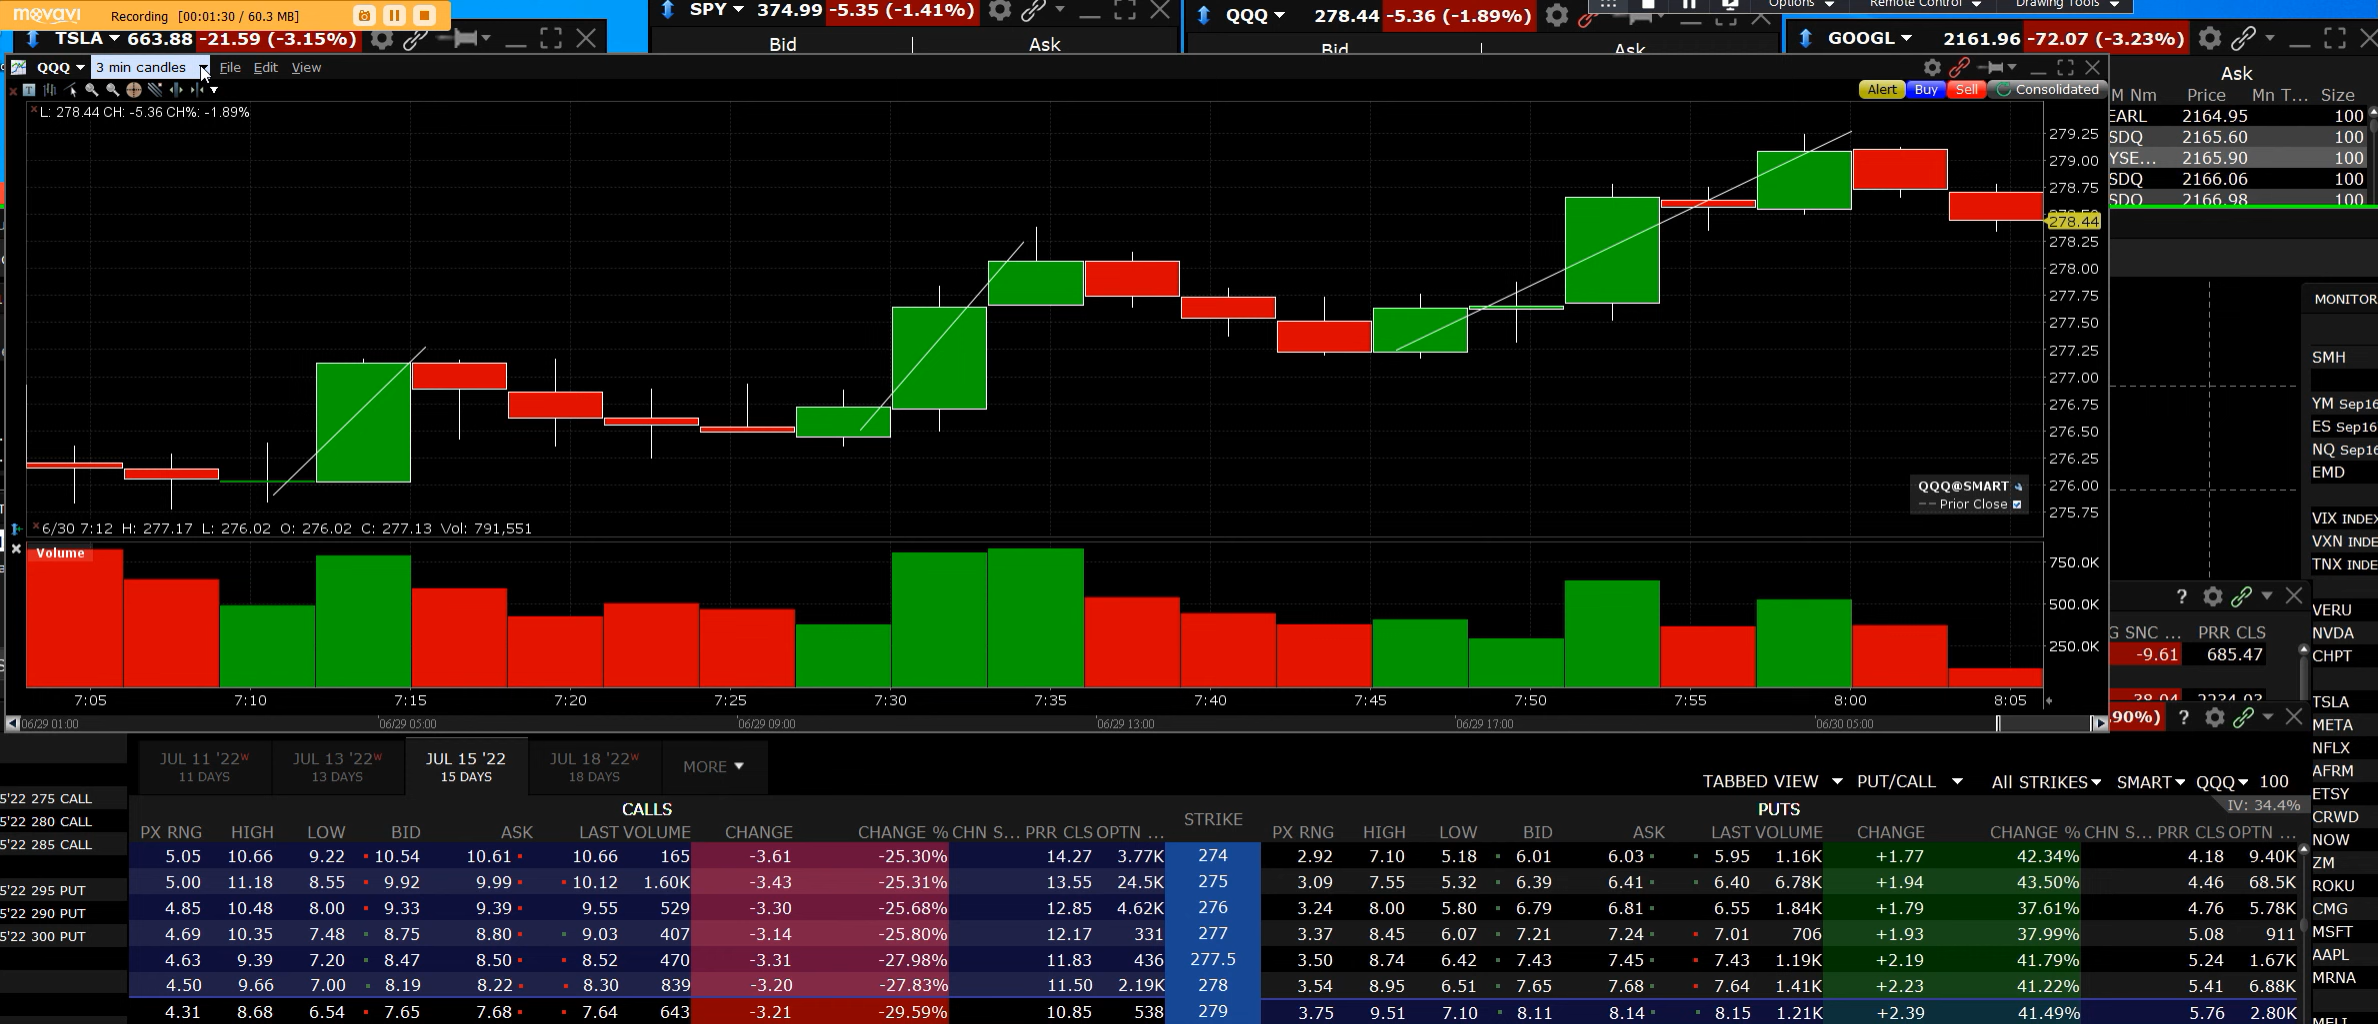 movavi Recording [00:01:30 / 60.3 MB]
TSLA 663.88 -21.59 (-3.15%)
SPY 374.99 -5.35 (-1.41%)
Bid Ask
QQQ 278.44 -5.36 (-1.89%)
Bid Ask
Options Remote Control Drawing Tools
GOOGL 2161.96 -72.07 (-3.23%)
Ask
M Nm Price Mn T... Size
EARL 2164.95 100
SDQ 2165.60 100
YSE... 2165.90 100
SDQ 2166.06 100
SDQ 2166.98 100
QQQ 3 min candles File Edit View
Alert Buy Sell Consolidated
L: 278.44 CH: -5.36 CH%: -1.89%
279.25
279.00
278.75
278.44
278.25
278.00
277.75
277.50
277.25
277.00
276.75
276.50
276.25
276.00
275.75
QQQ@SMART
Prior Close
6/30 7:12 H: 277.17 L: 276.02 O: 276.02 C: 277.13 Vol: 791,551
Volume
750.0K
500.0K
250.0K
7:05 7:10 7:15 7:20 7:25 7:30 7:35 7:40 7:45 7:50 7:55 8:00 8:05
06/29 01:00 06/29 05:00 06/29 09:00 06/29 13:00 06/29 17:00 06/30 05:00
MONITOR
SMH
YM Sep16
ES Sep16
NQ Sep16
EMD
VIX INDEX
VXN INDE
TNX INDE
VERU
NVDA
CHPT
TSLA
META
NFLX
AFRM
ETSY
CRWD
NOW
ZM
ROKU
CMG
MSFT
AAPL
MRNA
?
G SNC ... PRR CLS
-9.61 685.47
90%) ?
JUL 11 '22W JUL 13 '22W JUL 15 '22 JUL 18 '22W MORE
11 DAYS 13 DAYS 15 DAYS 18 DAYS
TABBED VIEW PUT/CALL All STRIKES SMART QQQ 100
IV: 34.4%
5'22 275 CALL
5'22 280 CALL
5'22 285 CALL
5'22 295 PUT
5'22 290 PUT
5'22 300 PUT
CALLS STRIKE PUTS
PX RNG HIGH LOW BID ASK LAST VOLUME CHANGE CHANGE % CHN S... PRR CLS OPTN ... PX RNG HIGH LOW BID ASK LAST VOLUME CHANGE CHANGE % CHN S... PRR CLS OPTN ...
5.05 10.66 9.22 10.54 10.61 10.66 165 -3.61 -25.30% 14.27 3.77K 274 2.92 7.10 5.18 6.01 6.03 5.95 1.16K +1.77 42.34% 4.18 9.40K
5.00 11.18 8.55 9.92 9.99 10.12 1.60K -3.43 -25.31% 13.55 24.5K 275 3.09 7.55 5.32 6.39 6.41 6.40 6.78K +1.94 43.50% 4.46 68.5K
4.85 10.48 8.00 9.33 9.39 9.55 529 -3.30 -25.68% 12.85 4.62K 276 3.24 8.00 5.80 6.79 6.81 6.55 1.84K +1.79 37.61% 4.76 5.78K
4.69 10.35 7.48 8.75 8.80 9.03 407 -3.14 -25.80% 12.17 331 277 3.37 8.45 6.07 7.21 7.24 7.01 706 +1.93 37.99% 5.08 911
4.63 9.39 7.20 8.47 8.50 8.52 470 -3.31 -27.98% 11.83 436 277.5 3.50 8.74 6.42 7.43 7.45 7.43 1.19K +2.19 41.79% 5.24 1.67K
4.50 9.66 7.00 8.19 8.22 8.30 839 -3.20 -27.83% 11.50 2.19K 278 3.54 8.95 6.51 7.65 7.68 7.64 1.41K +2.23 41.22% 5.41 6.88K
4.31 8.68 6.54 7.65 7.68 7.64 643 -3.21 -29.59% 10.85 538 279 3.75 9.51 7.10 8.11 8.14 8.15 1.21K +2.39 41.49% 5.76 2.80K